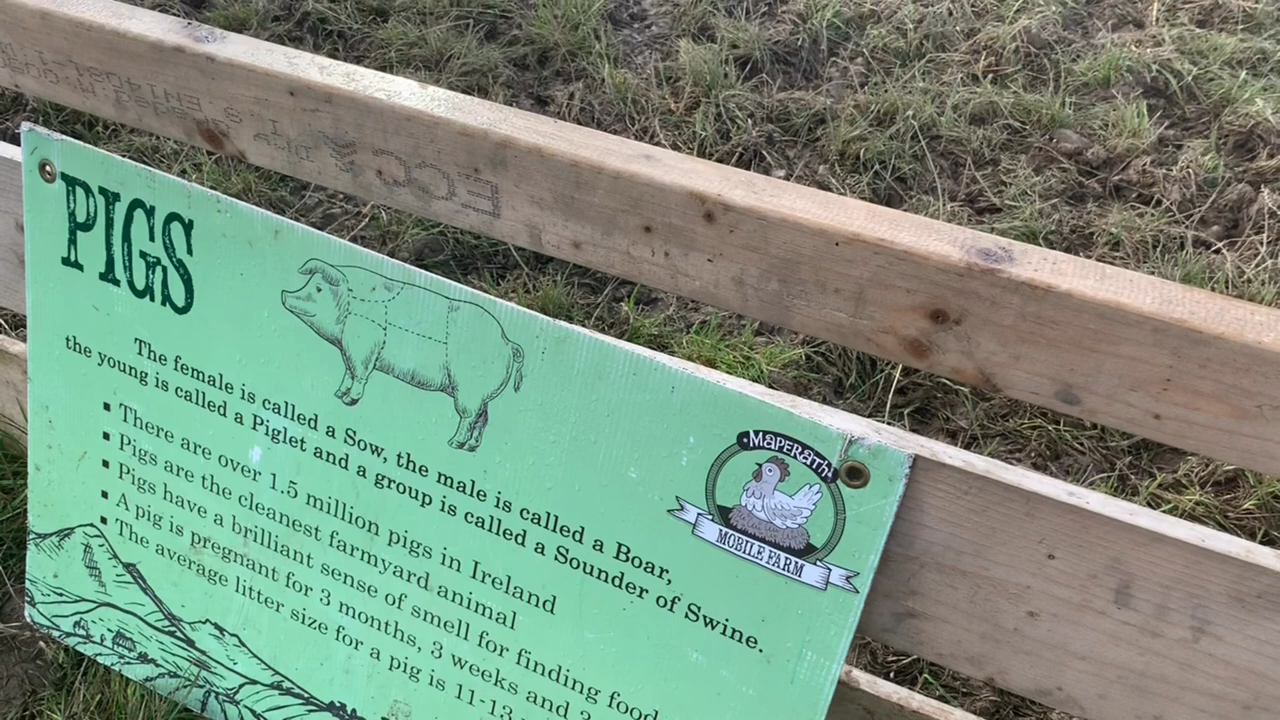 PIGS
The female is called a Sow, the male is called a Boar,
the young is called a Piglet and a group is called a Sounder of Swine.
▪ There are over 1.5 million pigs in Ireland
▪ Pigs are the cleanest farmyard animal
▪ Pigs have a brilliant sense of smell for finding food
▪ A pig is pregnant for 3 months, 3 weeks and 3
▪ The average litter size for a pig is 11-13
MAPERATH
MOBILE FARM